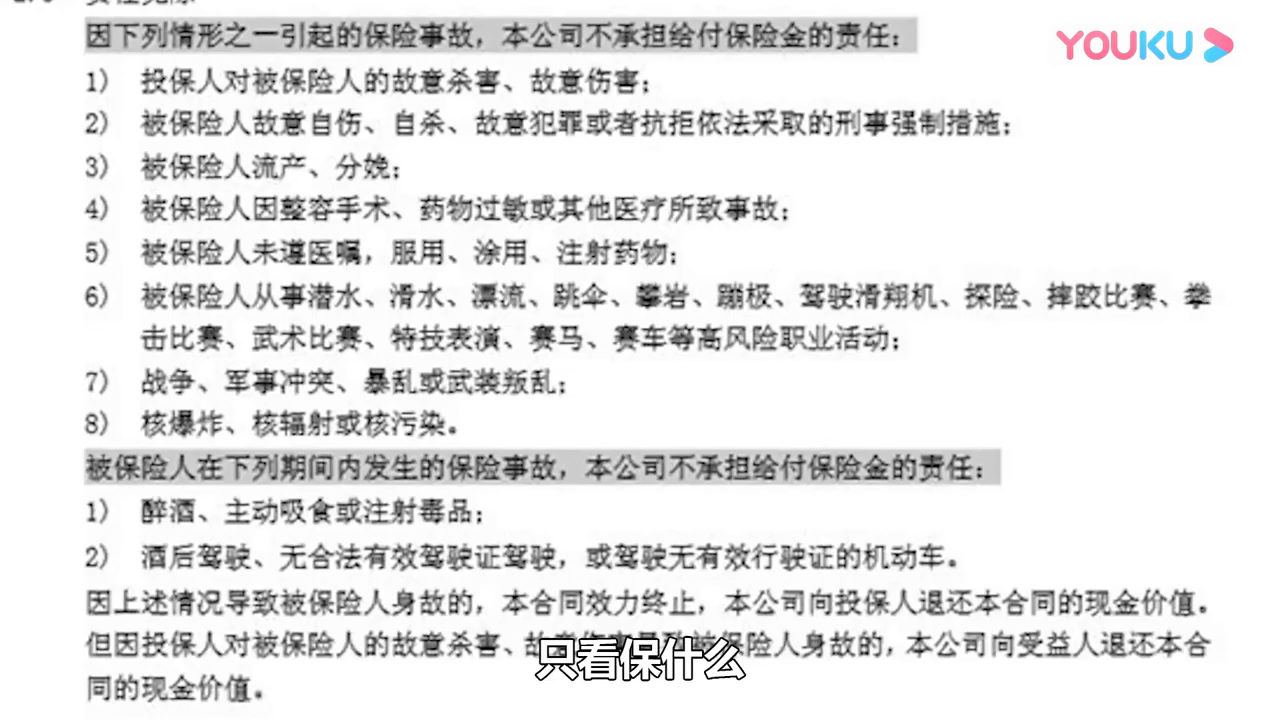 YOUKU
因下列情形之一引起的保险事故，本公司不承担给付保险金的责任：
1) 投保人对被保险人的故意杀害、故意伤害；
2) 被保险人故意自伤、自杀、故意犯罪或者抗拒依法采取的刑事强制措施；
3) 被保险人流产、分娩；
4) 被保险人因整容手术、药物过敏或其他医疗所致事故；
5) 被保险人未遵医嘱，服用、涂用、注射药物；
6) 被保险人从事潜水、滑水、漂流、跳伞、攀岩、蹦极、驾驶滑翔机、探险、摔跤比赛、拳
击比赛、武术比赛、特技表演、赛马、赛车等高风险职业活动；
7) 战争、军事冲突、暴乱或武装叛乱；
8) 核爆炸、核辐射或核污染。
被保险人在下列期间内发生的保险事故，本公司不承担给付保险金的责任：
1) 醉酒、主动吸食或注射毒品；
2) 酒后驾驶、无合法有效驾驶证驾驶，或驾驶无有效行驶证的机动车。
因上述情况导致被保险人身故的，本合同效力终止，本公司向投保人退还本合同的现金价值。
但因投保人对被保险人的故意杀害、故 保险人身故的，本公司向受益人退还本合
只看保什么
同的现金价值。